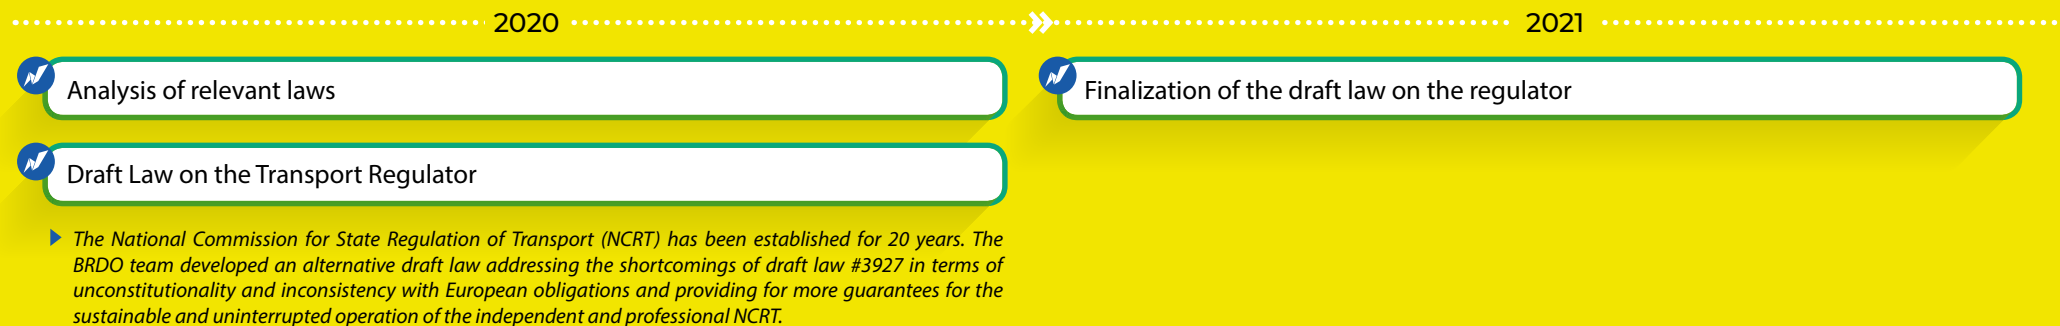 2020
Analysis of relevant laws
Draft Law on the Transport Regulator
The National Commission for State Regulation of Transport (NCRT) has been established for 20 years. The
BRDO team developed an alternative draft law addressing the shortcomings of draft law #3927 in terms of
unconstitutionality and inconsistency with European obligations and providing for more guarantees for the
sustainable and uninterrupted operation of the independent and professional NCRT.
2021
Finalization of the draft law on the regulator